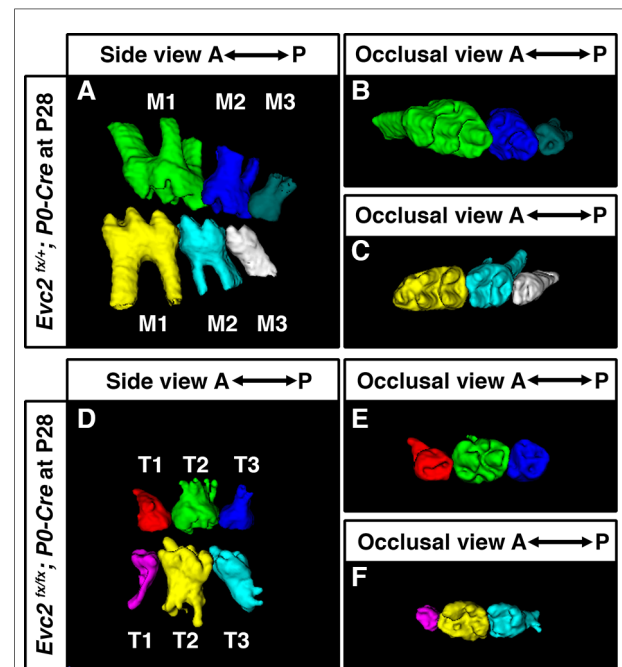 Side view A P
Occlusal view A P
Evc2 fx/+; P0-Cre at P28
A
M1 M2 M3
M1 M2 M3
B
Occlusal view A P
C
Side view A P
Occlusal view A P
Evc2 fx/fx; P0-Cre at P28
D
T1 T2 T3
T1 T2 T3
E
Occlusal view A P
F